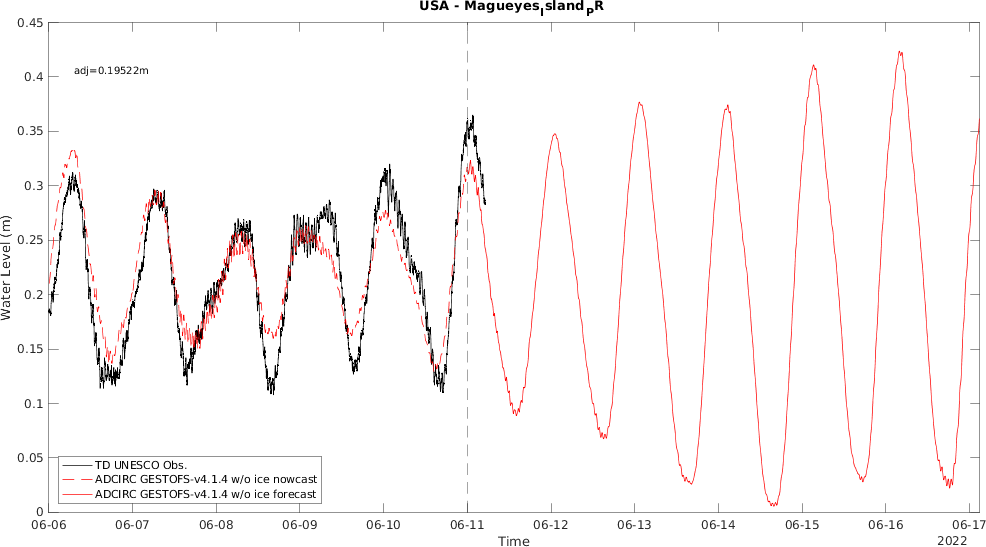 USA - Magueyes_Island_PR
0.45
0.4
0.35
0.3
0.25
0.2
0.15
0.1
0.05
0
Water Level (m)
adj=0.19522m
TD UNESCO Obs.
ADCIRC GESTOFS-v4.1.4 w/o ice nowcast
ADCIRC GESTOFS-v4.1.4 w/o ice forecast
06-06 06-07 06-08 06-09 06-10 06-11 06-12 06-13 06-14 06-15 06-16 06-17
Time
2022